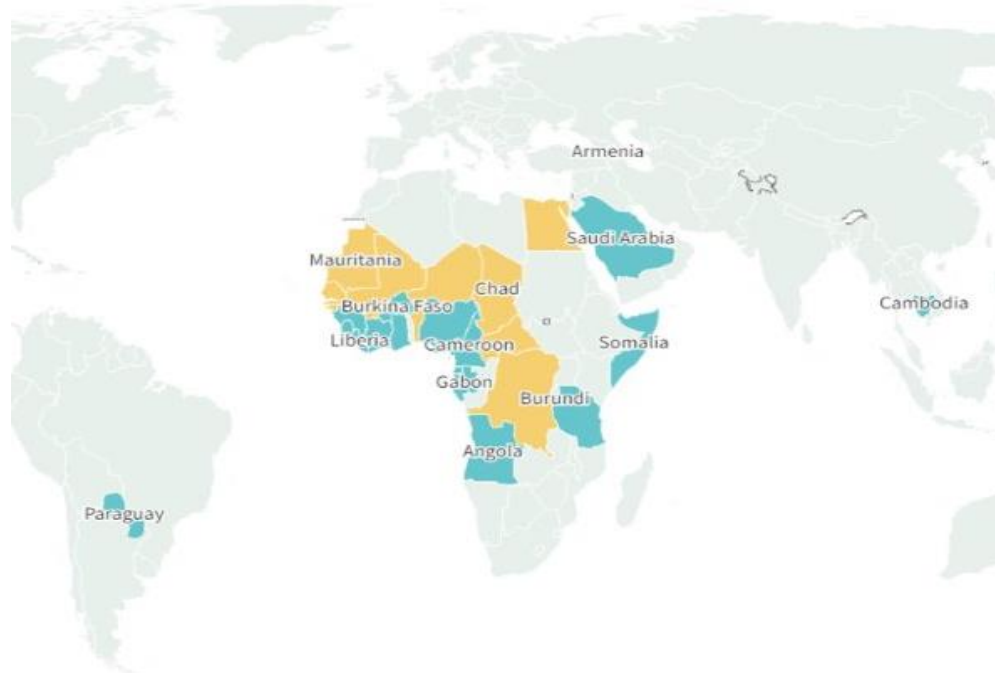 Armenia
Saudi Arabia
Mauritania
Chad
Burkina Faso
Cambodia
Liberia
Cameroon
Somalia
Gabon
Burundi
Angola
Paraguay